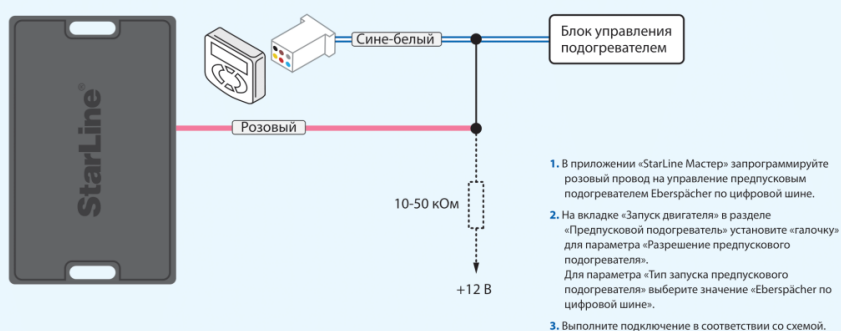 StarLine®
Сине-белый
Блок управления
подогревателем
Розовый
10-50 кОм
+12 В
1. В приложении «StarLine Мастер» запрограммируйте
розовый провод на управление предпусковым
подогревателем Eberspächer по цифровой шине.
2. На вкладке «Запуск двигателя» в разделе
«Предпусковой подогреватель» установите «галочку»
для параметра «Разрешение предпускового
подогревателя».
Для параметра «Тип запуска предпускового
подогревателя» выберите значение «Eberspächer по
цифровой шине».
3. Выполните подключение в соответствии со схемой.